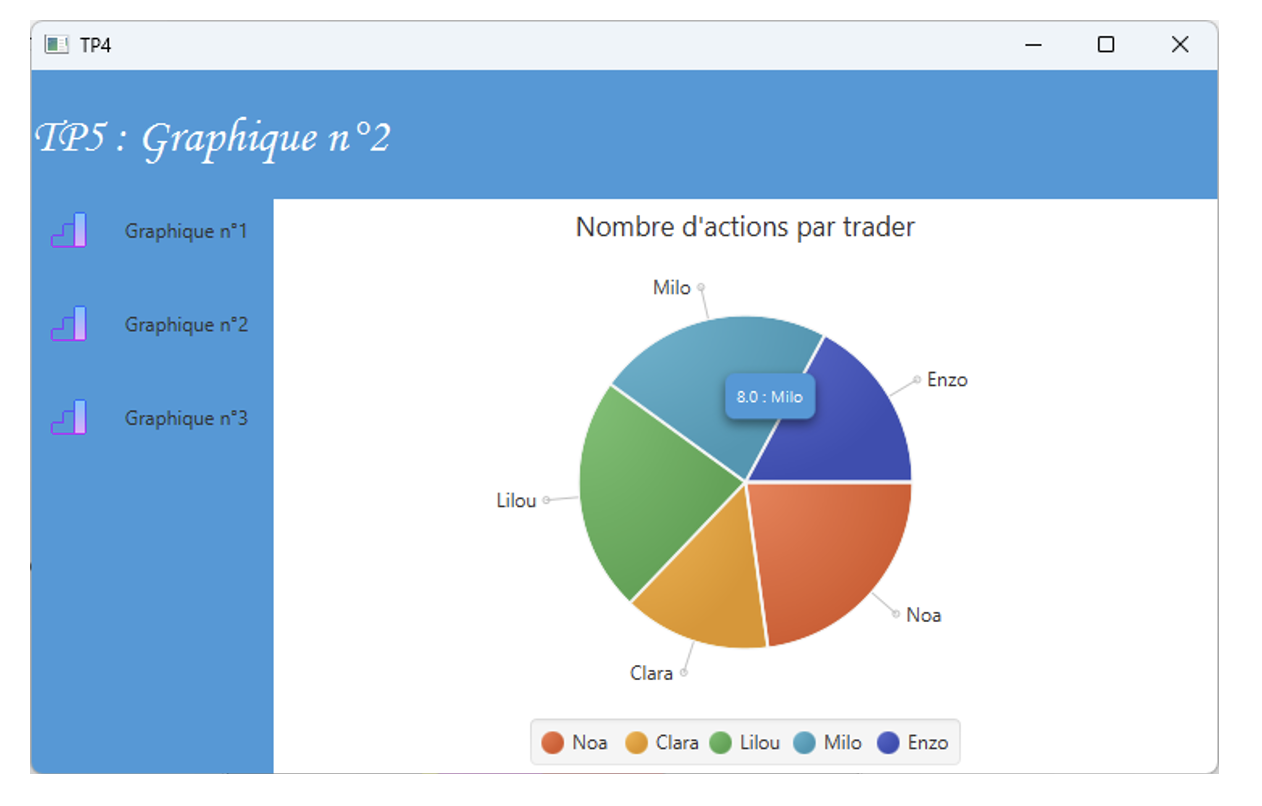 TP4
TP5 : Graphique n°2
Graphique n°1
Graphique n°2
Graphique n°3
Nombre d'actions par trader
Milo
Enzo
8.0 : Milo
Lilou
Noa
Clara
Noa Clara Lilou Milo Enzo